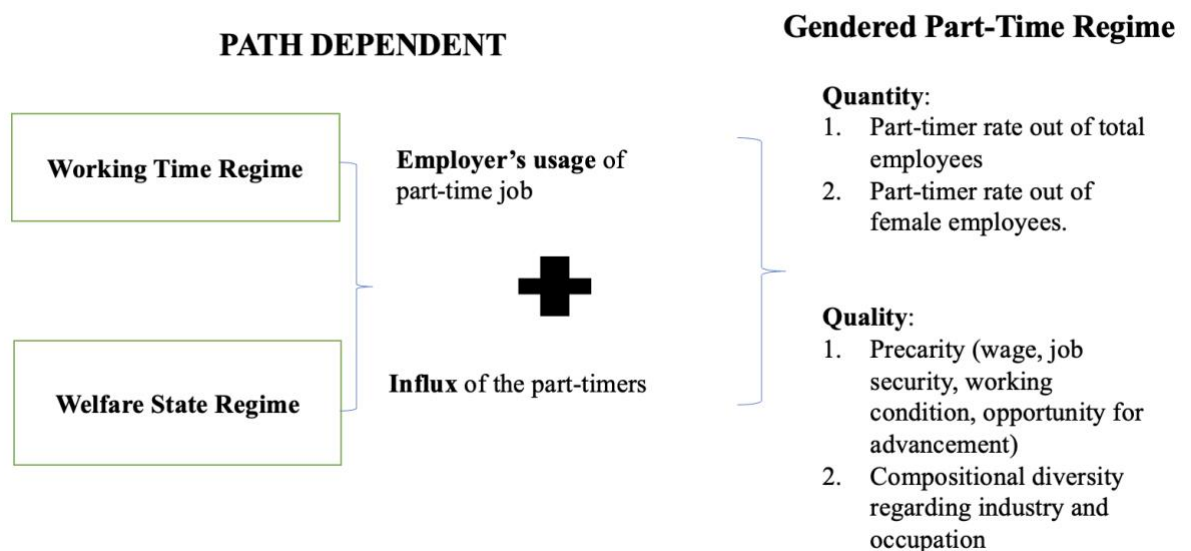 PATH DEPENDENT
Working Time Regime
Welfare State Regime
Employer's usage of
part-time job
Influx of the part-timers
Gendered Part-Time Regime
Quantity:
1. Part-timer rate out of total
employees
2. Part-timer rate out of
female employees.
Quality:
1. Precarity (wage, job
security, working
condition, opportunity for
advancement)
2. Compositional diversity
regarding industry and
occupation